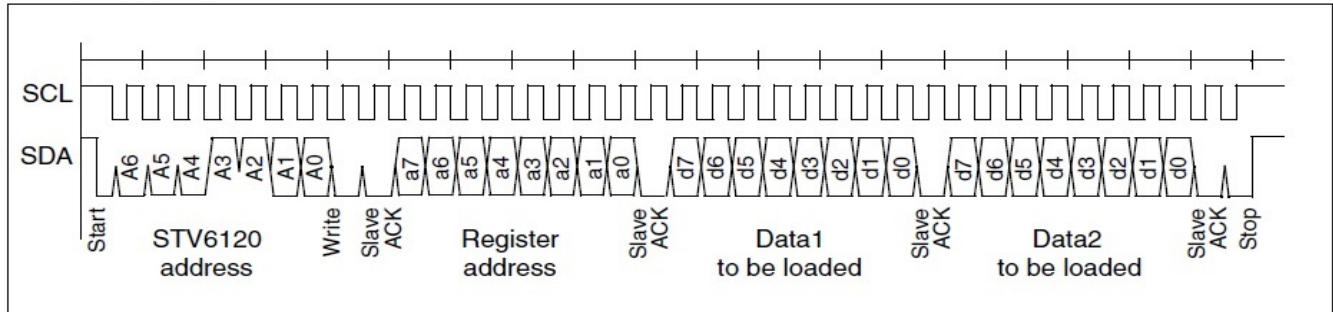 SCL
SDA
A6 A5 A4 A3 A2 A1 A0 a7 a6 a5 a4 a3 a2 a1 a0 d7 d6 d5 d4 d3 d2 d1 d0 d7 d6 d5 d4 d3 d2 d1 d0
Start
STV6120
address
Write
Slave
ACK
Register
address
Slave
ACK
Data1
to be loaded
Slave
ACK
Data2
to be loaded
Slave
ACK
Stop